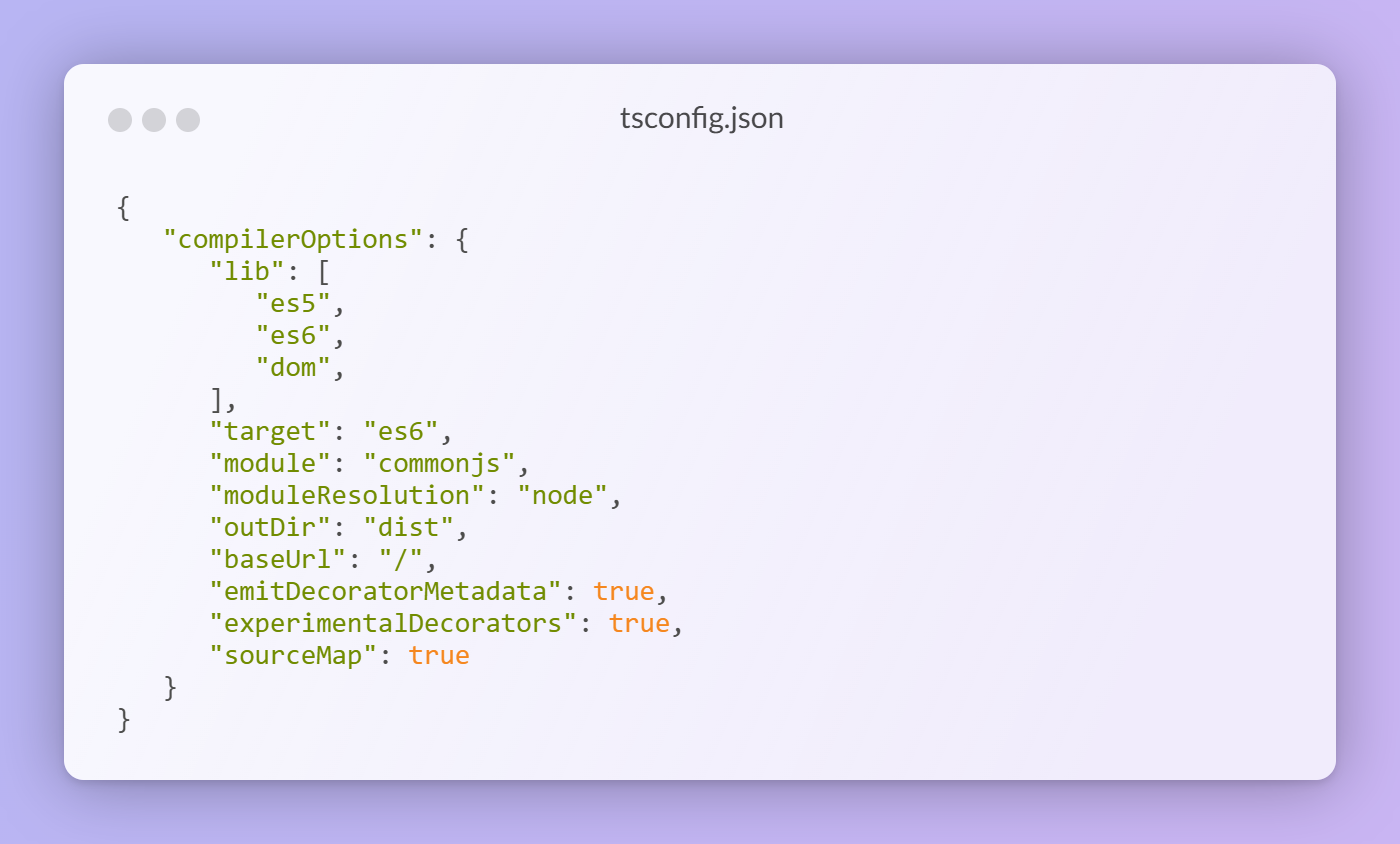 tsconfig.json
{
   "compilerOptions": {
      "lib": [
         "es5",
         "es6",
         "dom",
      ],
      "target": "es6",
      "module": "commonjs",
      "moduleResolution": "node",
      "outDir": "dist",
      "baseUrl": "/",
      "emitDecoratorMetadata": true,
      "experimentalDecorators": true,
      "sourceMap": true
   }
}